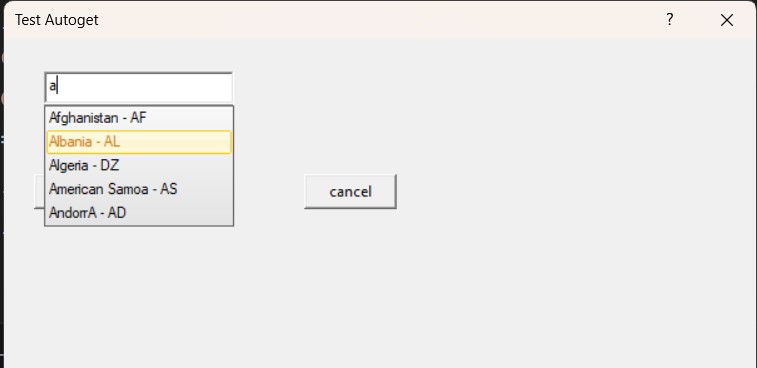 Test Autoget
?
a
Afghanistan - AF
Albania - AL
Algeria - DZ
American Samoa - AS
AndorrA - AD
cancel